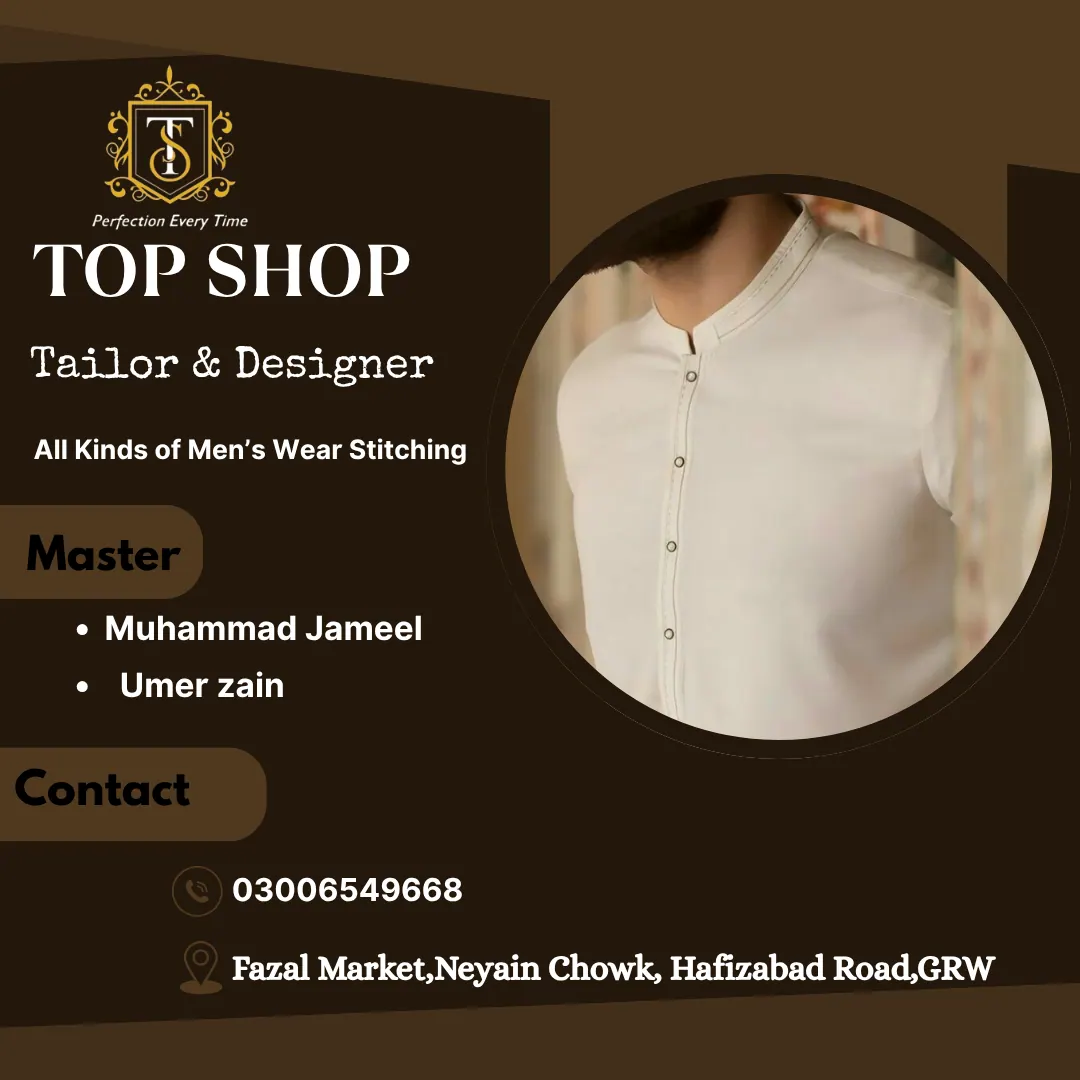 TS
Perfection Every Time
TOP SHOP
Tailor & Designer
All Kinds of Men’s Wear Stitching
Master
• Muhammad Jameel
• Umer zain
Contact
03006549668
Fazal Market,Neyain Chowk, Hafizabad Road,GRW